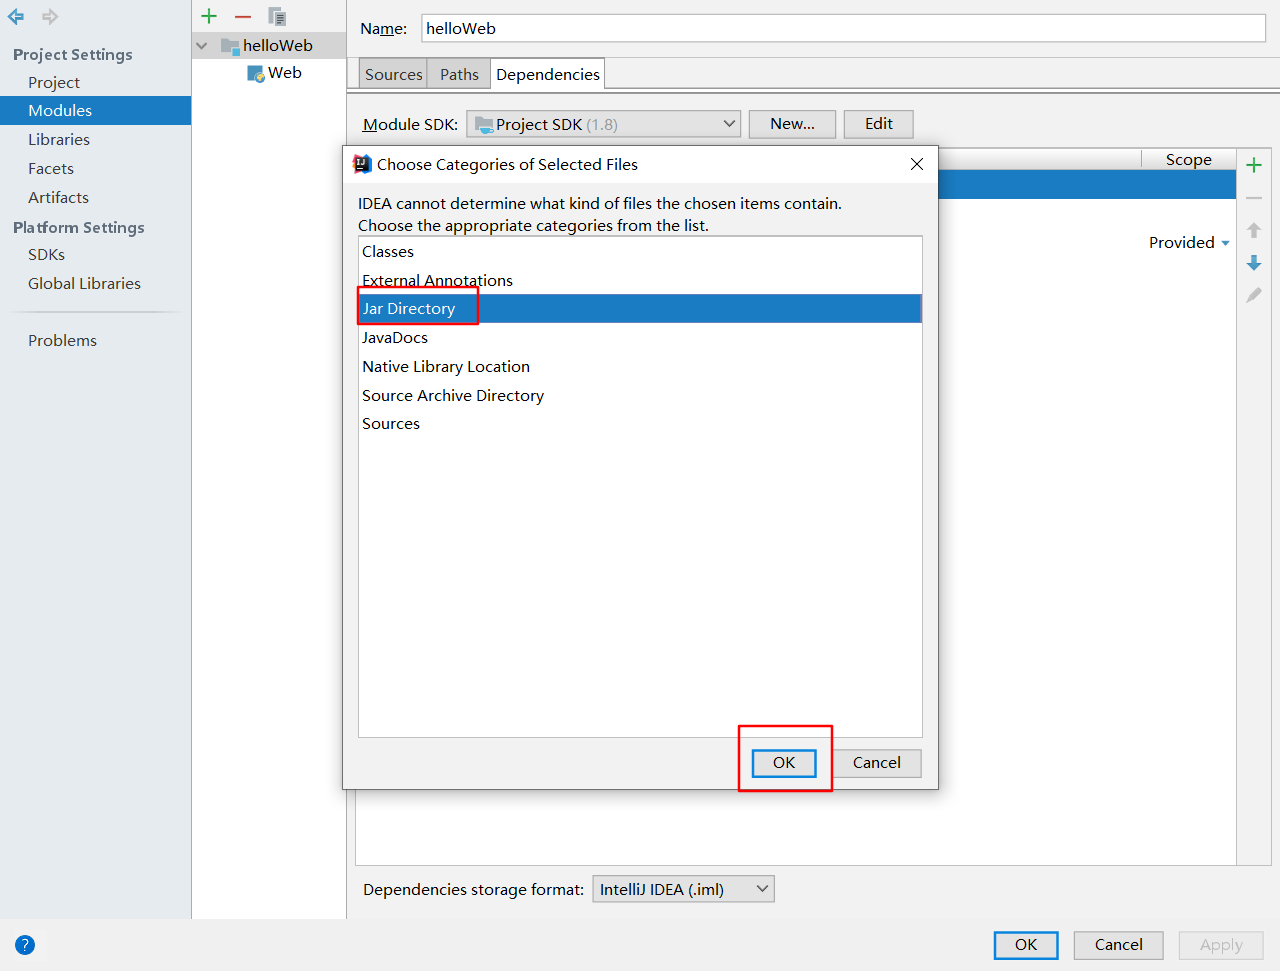 Project Settings
Project
Modules
Libraries
Facets
Artifacts
Platform Settings
SDKs
Global Libraries
Problems
helloWeb
Web
Name: helloWeb
Sources Paths Dependencies
Module SDK: Project SDK (1.8) New... Edit
Scope
Provided
Choose Categories of Selected Files
IDEA cannot determine what kind of files the chosen items contain.
Choose the appropriate categories from the list.
Classes
External Annotations
Jar Directory
JavaDocs
Native Library Location
Source Archive Directory
Sources
OK Cancel
Dependencies storage format: IntelliJ IDEA (.iml)
? OK Cancel Apply